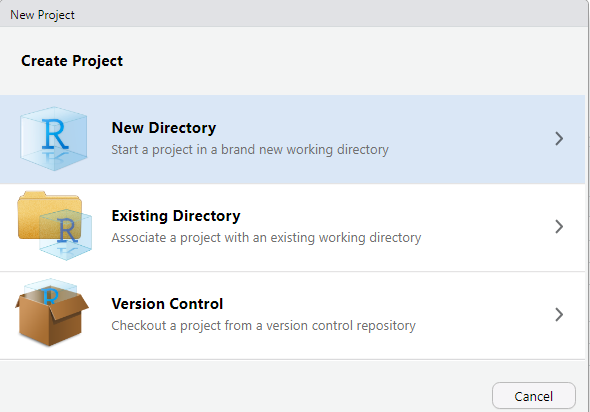 New Project
Create Project
R
New Directory
Start a project in a brand new working directory
R
Existing Directory
Associate a project with an existing working directory
R
Version Control
Checkout a project from a version control repository
Cancel